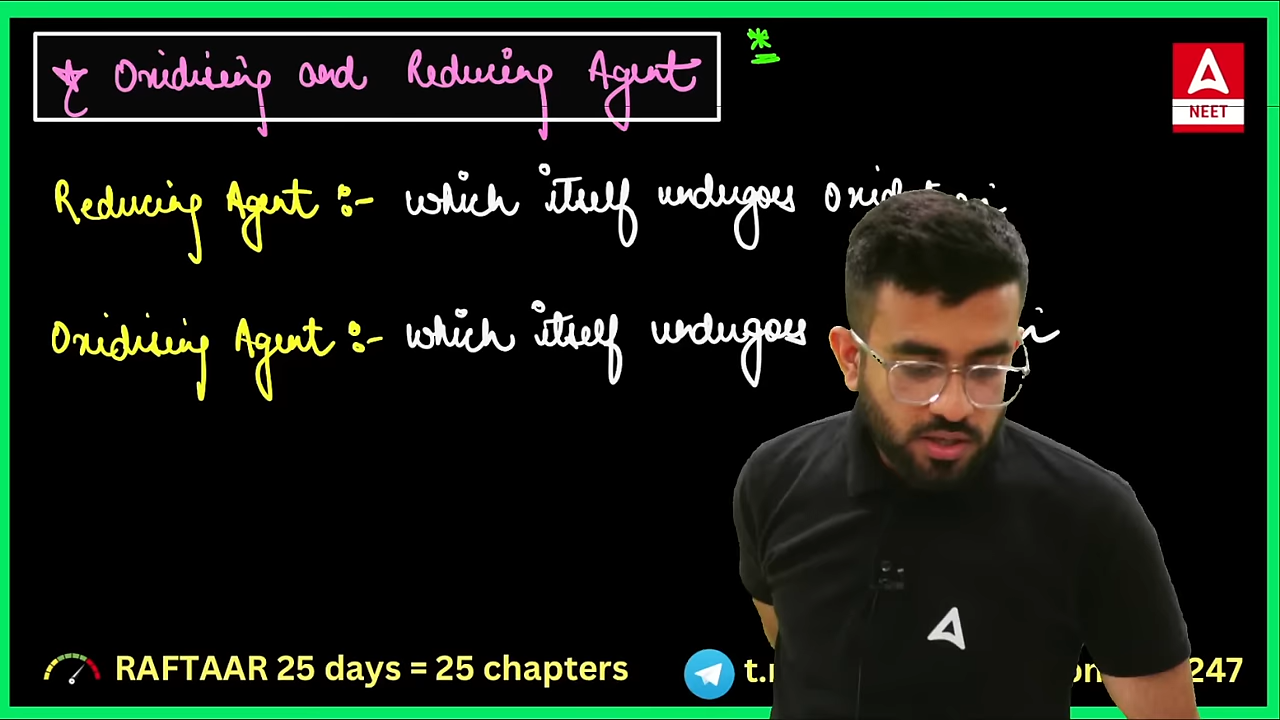 * Oxidising and Reducing Agent *
NEET
Reducing Agent :- which itself undergoes
Oxidising Agent :- which itself undergoes
RAFTAAR 25 days = 25 chapters
247